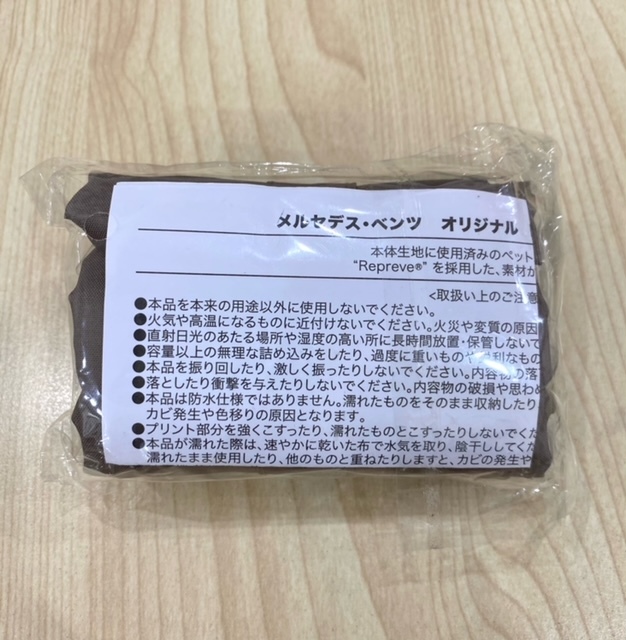 メルセデス・ベンツ オリジナル
本体生地に使用済みのペット
"Repreve®" を採用した、素材が
<取扱い上のご注意
●本品を本来の用途以外に使用しないでください。
●火気や高温になるものに近付けないでください。火災や変質の原因
●直射日光のあたる場所や湿度の高い所に長時間放置・保管しないで
●容量以上の無理な詰め込みをしたり、過度に重いものや なもの
●本品を振り回したり、激しく振ったりしないでください。内容物の落
●落としたり衝撃を与えたりしないでください。内容物の破損や思わ
●本品は防水仕様ではありません。濡れたものをそのまま収納したり
カビ発生や色移りの原因となります。
●プリント部分を強くこすったり、濡れたものとこすったりしないでくだ
●本品が濡れた際は、速やかに乾いた布で水気を取り、陰干ししてくだ
濡れたまま使用したり、他のものと重ねたりしますと、カビの発生や